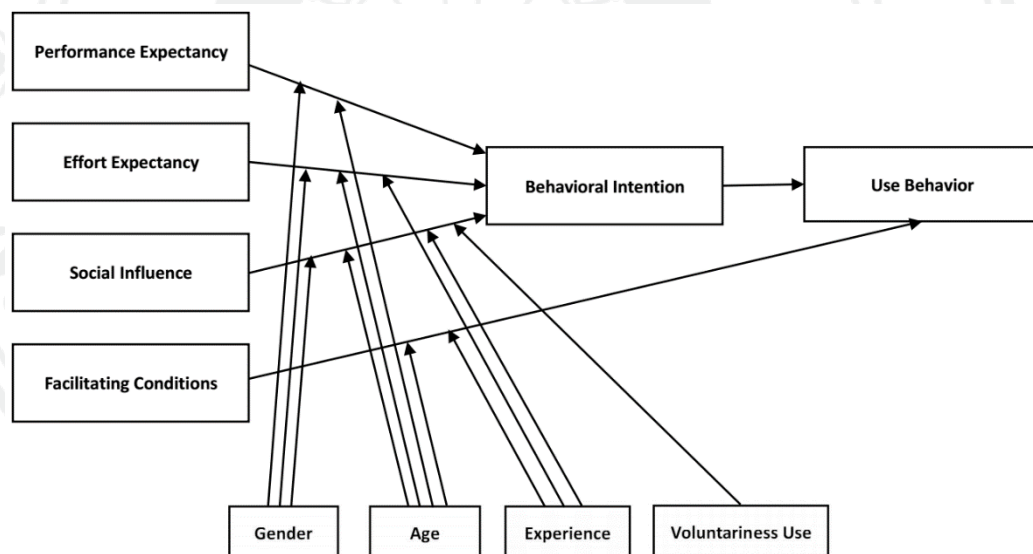 Performance Expectancy
Effort Expectancy
Behavioral Intention
Use Behavior
Social Influence
Facilitating Conditions
Gender
Age
Experience
Voluntariness Use